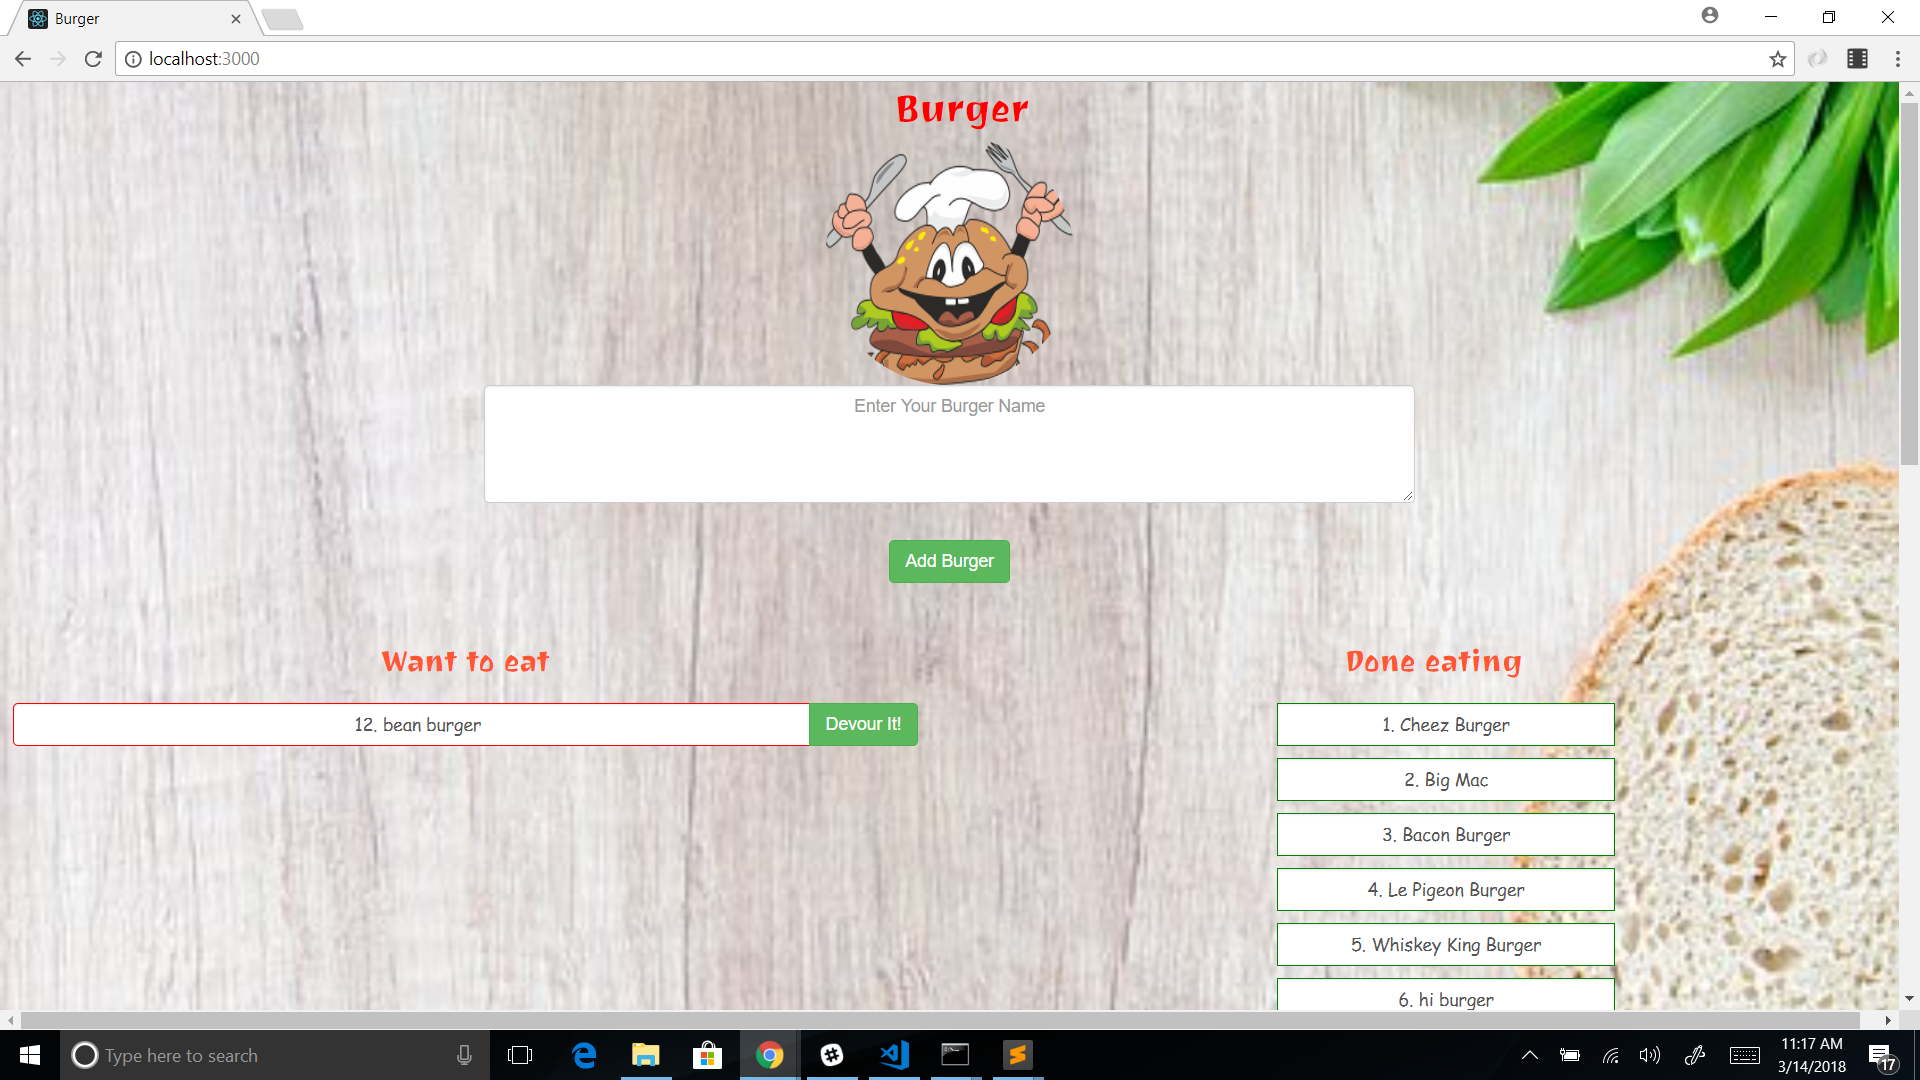 Burger
localhost:3000
Burger
Enter Your Burger Name
Add Burger
Want to eat
Done eating
12. bean burger
Devour It!
1. Cheez Burger
2. Big Mac
3. Bacon Burger
4. Le Pigeon Burger
5. Whiskey King Burger
6. hi burger
Type here to search
11:17 AM
3/14/2018
17